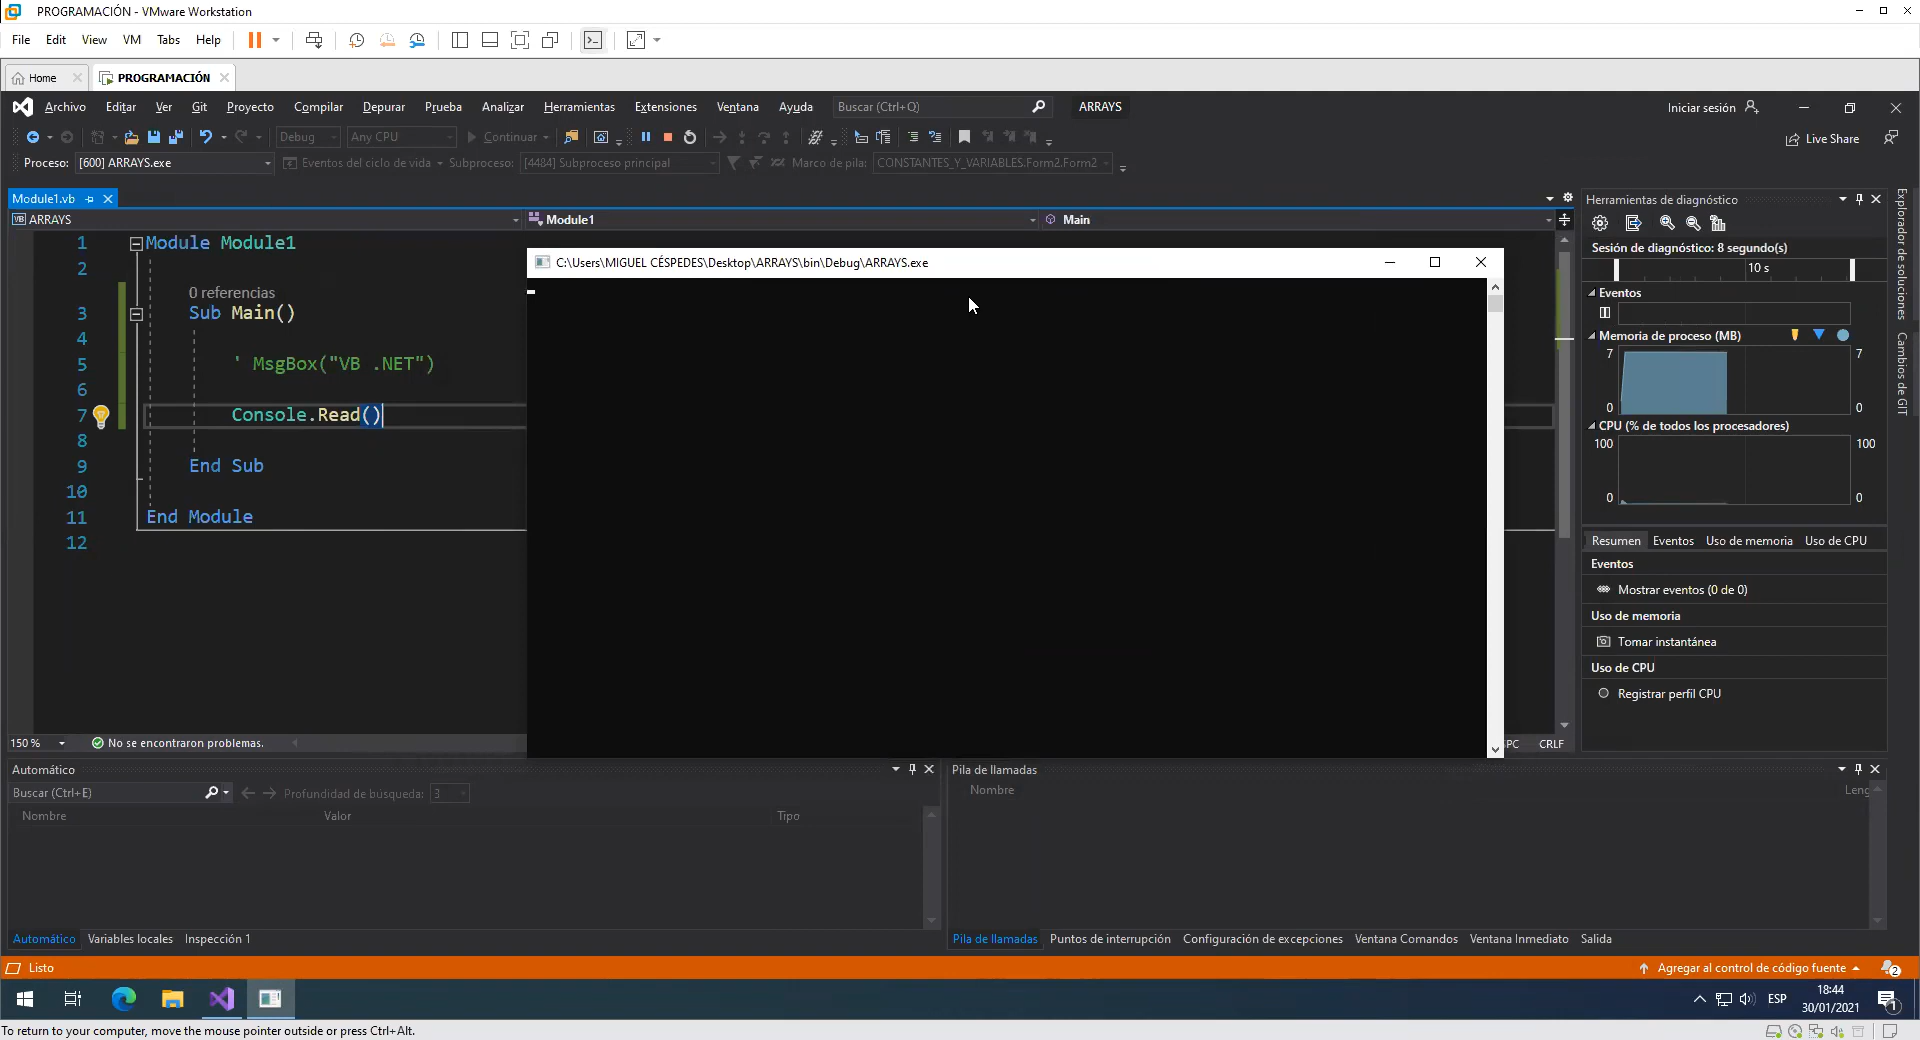 PROGRAMACIÓN - VMware Workstation
File Edit View VM Tabs Help
Home PROGRAMACIÓN
Archivo Editar Ver Git Proyecto Compilar Depurar Prueba Analizar Herramientas Extensiones Ventana Ayuda Buscar (Ctrl+Q) ARRAYS Iniciar sesión
Debug Any CPU Continuar Live Share
Proceso: [600] ARRAYS.exe Eventos del ciclo de vida Subproceso: [4484] Subproceso principal Marco de pila: CONSTANTES_Y_VARIABLES.Form2.Form2
Module1.vb
VB ARRAYS Module1 Main
1 Module Module1
2
0 referencias
3 Sub Main()
4
5 ' MsgBox("VB .NET")
6
7 Console.Read()
8
9 End Sub
10
11 End Module
12
C:\Users\MIGUEL CÉSPEDES\Desktop\ARRAYS\bin\Debug\ARRAYS.exe
150 % No se encontraron problemas. SPC CRLF
Herramientas de diagnóstico
Sesión de diagnóstico: 8 segundo(s)
10 s
Eventos
Memoria de proceso (MB)
7 7
0 0
CPU (% de todos los procesadores)
100 100
0 0
Resumen Eventos Uso de memoria Uso de CPU
Eventos
Mostrar eventos (0 de 0)
Uso de memoria
Tomar instantánea
Uso de CPU
Registrar perfil CPU
Explorador de soluciones
Cambios de GIT
Automático
Buscar (Ctrl+E) Profundidad de búsqueda: 3
Nombre Valor Tipo
Automático Variables locales Inspección 1
Pila de llamadas
Nombre Leng
Pila de llamadas Puntos de interrupción Configuración de excepciones Ventana Comandos Ventana Inmediato Salida
Listo Agregar al control de código fuente 2
ESP 18:44
30/01/2021 1
To return to your computer, move the mouse pointer outside or press Ctrl+Alt.